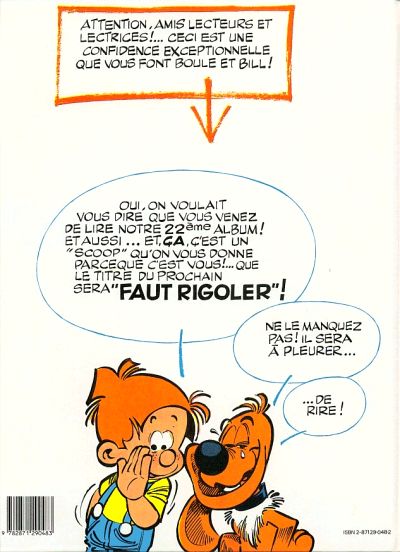 ATTENTION, AMIS LECTEURS ET
LECTRICES!... CECI EST UNE
CONFIDENCE EXCEPTIONNELLE
QUE VOUS FONT BOULE ET BILL!
OUI, ON VOULAIT
VOUS DIRE QUE VOUS VENEZ
DE LIRE NOTRE 22ème ALBUM!
ET AUSSI... ET, ÇA, C'EST UN
"SCOOP" QU'ON VOUS DONNE
PARCEQUE C'EST VOUS!... QUE
LE TITRE DU PROCHAIN
SERA "FAUT RIGOLER"!
NE LE MANQUEZ
PAS! IL SERA
À PLEURER...
...DE
RIRE!
9 782871 290483
ISBN 2-87129-048-2